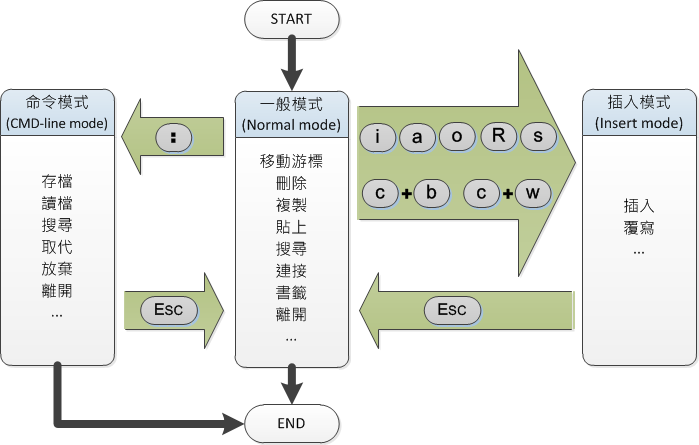 START
命令模式
(CMD-line mode)
存檔
讀檔
搜尋
取代
放棄
離開
...
:
Esc
一般模式
(Normal mode)
移動游標
刪除
複製
貼上
搜尋
連接
書籤
離開
...
i a o R s
c+b c+w
Esc
插入模式
(Insert mode)
插入
覆寫
...
END